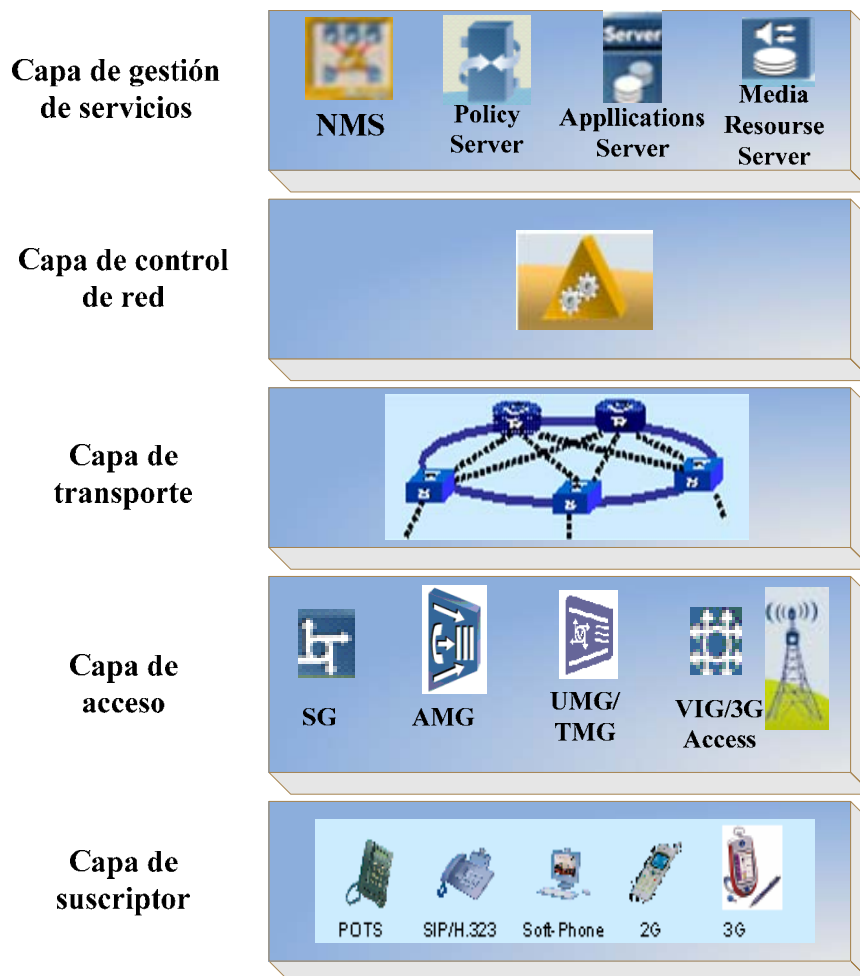 Capa de gestión
de servicios
Server
NMS
Policy
Server
Appllications
Server
Media
Resourse
Server
Capa de control
de red
Capa de
transporte
Capa de
acceso
SG
AMG
UMG/
TMG
VIG/3G
Access
Capa de
suscriptor
POTS
SIP/H.323
Soft-Phone
2G
3G